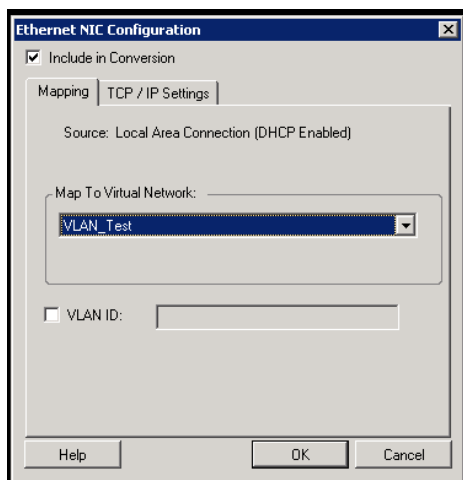 Ethernet NIC Configuration
Include in Conversion
Mapping TCP / IP Settings
Source: Local Area Connection (DHCP Enabled)
Map To Virtual Network:
VLAN_Test
VLAN ID:
Help OK Cancel